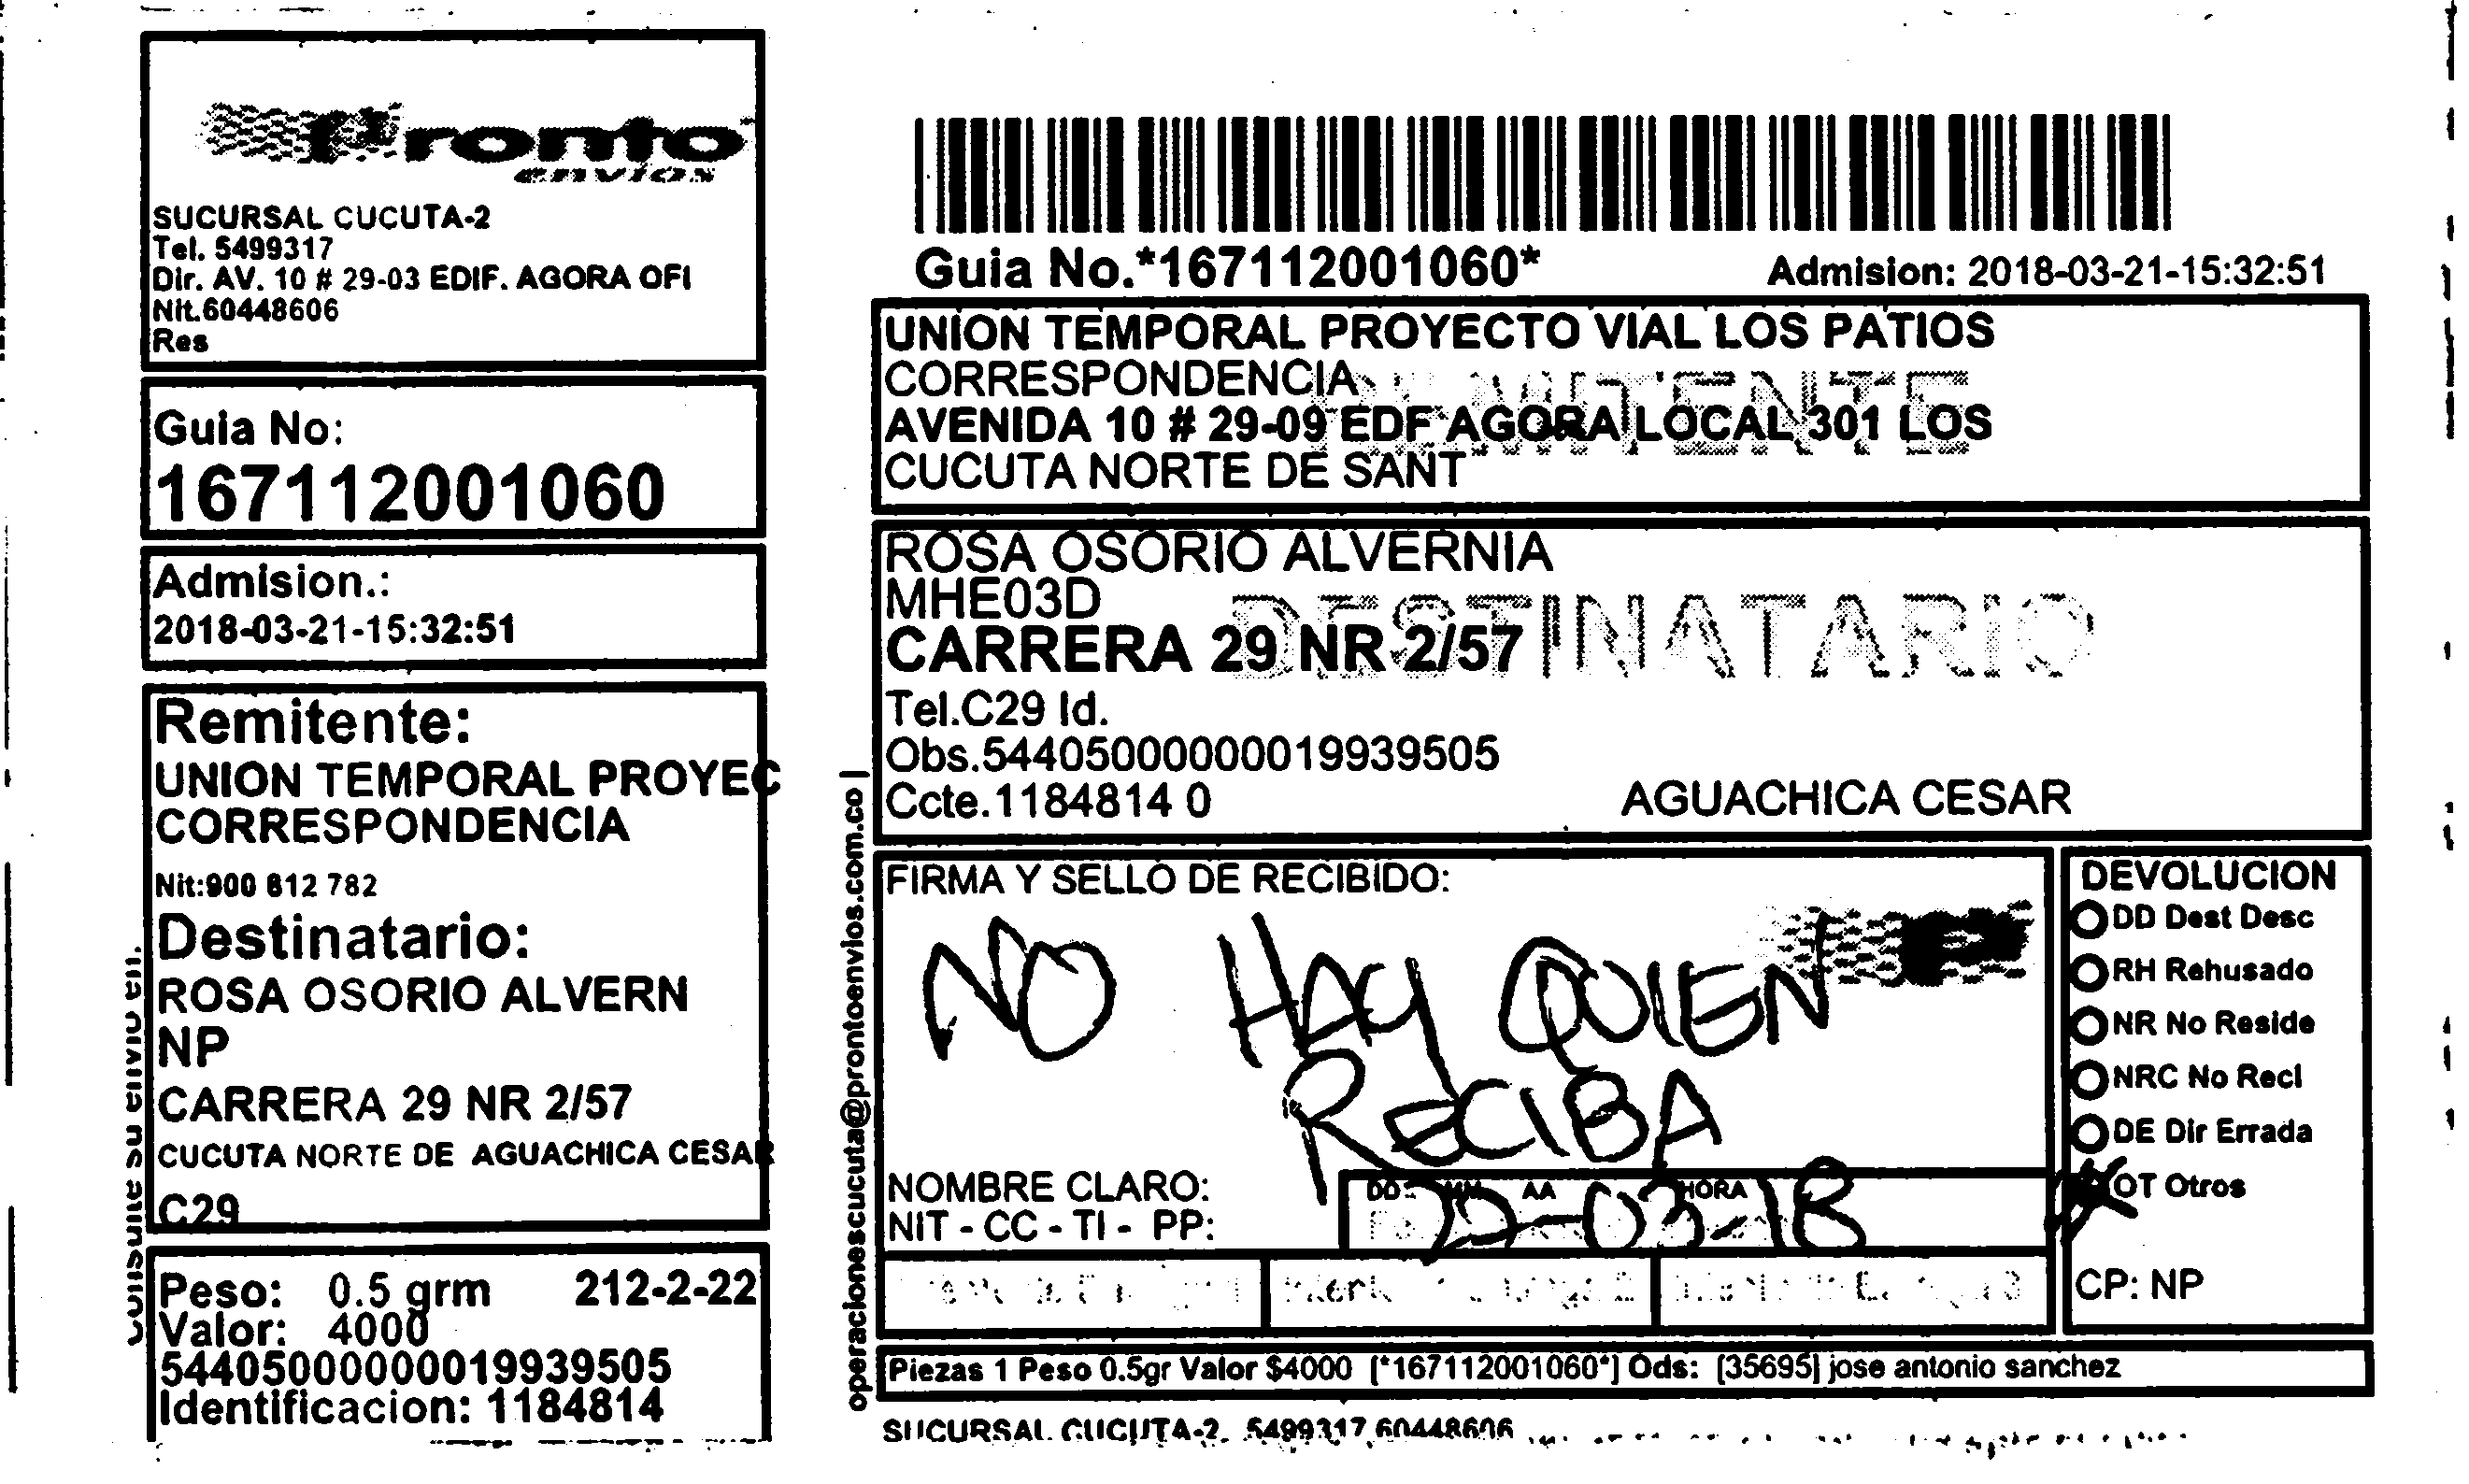 Pronto
envios
SUCURSAL CUCUTA-2
Tel. 5499317
Dir. AV. 10 # 29-03 EDIF. AGORA OFI
Nit.60448606
Res
Guia No:
167112001060
Admision.:
2018-03-21-15:32:51
Remitente:
UNION TEMPORAL PROYEC
CORRESPONDENCIA
Nit:900 812 782
Destinatario:
ROSA OSORIO ALVERN
NP
CARRERA 29 NR 2/57
CUCUTA NORTE DE AGUACHICA CESAR
C29
Peso: 0.5 grm 212-2-22
Valor: 4000
544050000000019939505
Identificacion: 1184814
Consulte su envio en.
operacionescucuta@prontoenvios.com.co |
Guia No.*167112001060* Admision: 2018-03-21-15:32:51
UNION TEMPORAL PROYECTO VIAL LOS PATIOS
CORRESPONDENCIA
REMITENTE
AVENIDA 10 # 29-09 EDF AGORA LOCAL 301 LOS
CUCUTA NORTE DE SANT
ROSA OSORIO ALVERNIA
MHE03D
DESTINATARIO
CARRERA 29 NR 2/57
Tel.C29 Id.
Obs.544050000000019939505
Ccte.1184814 0 AGUACHICA CESAR
FIRMA Y SELLO DE RECIBIDO:
NO HAY QUIEN
RECIBA
NOMBRE CLARO:
NIT - CC - TI - PP:
DD MM AA HORA
22-03-18
DEVOLUCION
DD Dest Desc
RH Rehusado
NR No Reside
NRC No Recl
DE Dir Errada
OT Otros
CP: NP
Piezas 1 Peso 0.5gr Valor $4000 [*167112001060*] Ods: [35695] jose antonio sanchez
SUCURSAL CUCUTA-2 5499317 60448606